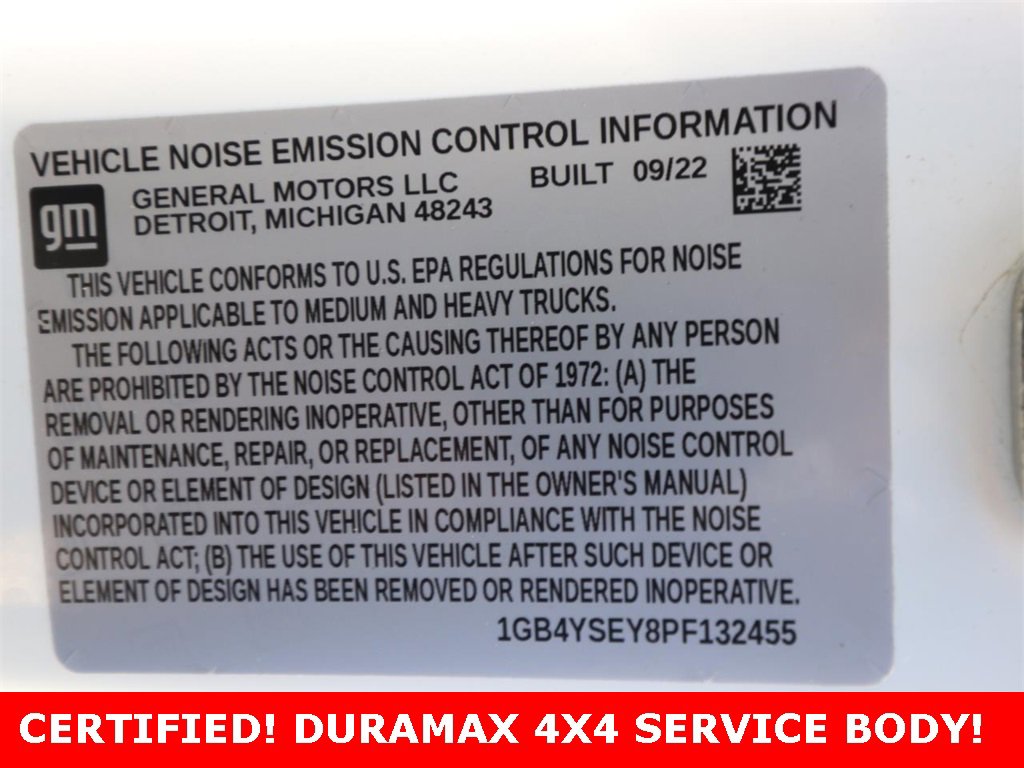 VEHICLE NOISE EMISSION CONTROL INFORMATION
gm
GENERAL MOTORS LLC BUILT 09/22
DETROIT, MICHIGAN 48243
THIS VEHICLE CONFORMS TO U.S. EPA REGULATIONS FOR NOISE
EMISSION APPLICABLE TO MEDIUM AND HEAVY TRUCKS.
THE FOLLOWING ACTS OR THE CAUSING THEREOF BY ANY PERSON
ARE PROHIBITED BY THE NOISE CONTROL ACT OF 1972: (A) THE
REMOVAL OR RENDERING INOPERATIVE, OTHER THAN FOR PURPOSES
OF MAINTENANCE, REPAIR, OR REPLACEMENT, OF ANY NOISE CONTROL
DEVICE OR ELEMENT OF DESIGN (LISTED IN THE OWNER'S MANUAL)
INCORPORATED INTO THIS VEHICLE IN COMPLIANCE WITH THE NOISE
CONTROL ACT; (B) THE USE OF THIS VEHICLE AFTER SUCH DEVICE OR
ELEMENT OF DESIGN HAS BEEN REMOVED OR RENDERED INOPERATIVE.
1GB4YSEY8PF132455
CERTIFIED! DURAMAX 4X4 SERVICE BODY!